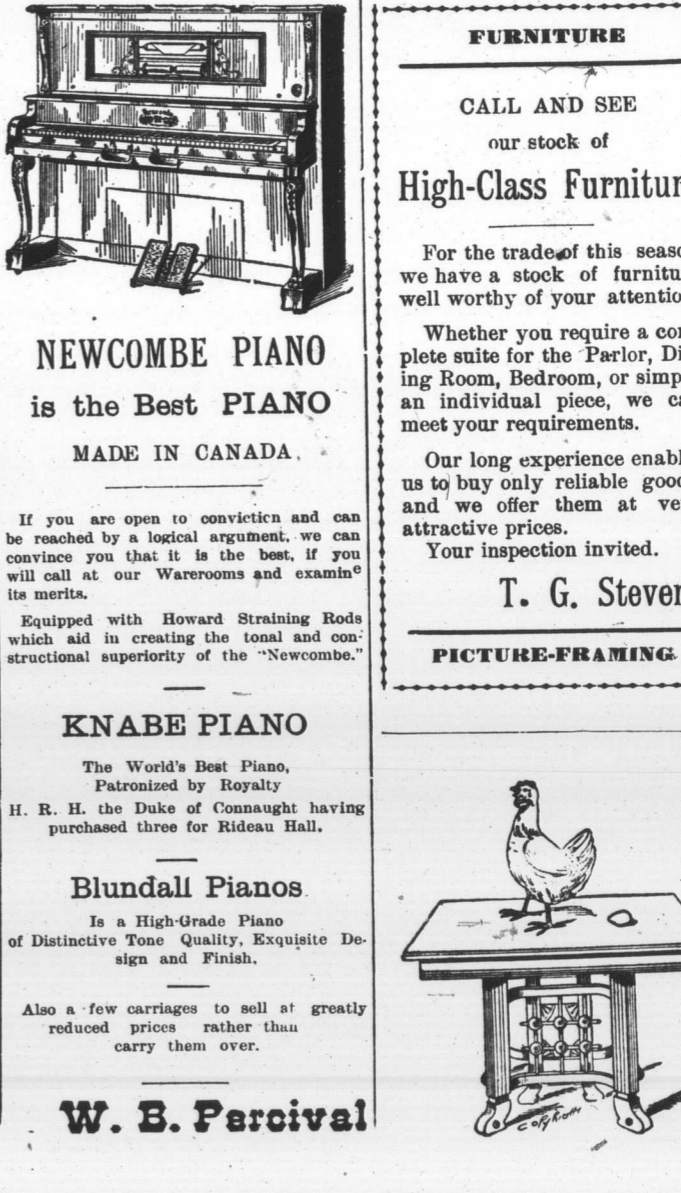 NEWCOMBE PIANO
is the Best PIANO
MADE IN CANADA.
If you are open to conviction and can
be reached by a logical argument, we can
convince you that it is the best, if you
will call at our Warerooms and examine
its merits.
Equipped with Howard Straining Rods
which aid in creating the tonal and con-
structional superiority of the "Newcombe."
KNABE PIANO
The World's Best Piano,
Patronized by Royalty
H. R. H. the Duke of Connaught having
purchased three for Rideau Hall.
Blundall Pianos
Is a High-Grade Piano
of Distinctive Tone Quality, Exquisite De-
sign and Finish.
Also a few carriages to sell at greatly
reduced prices rather than
carry them over.
W. B. Percival
FURNITURE
CALL AND SEE
our stock of
High-Class Furnitur
For the trade of this seaso
we have a stock of furnitu
well worthy of your attentio
Whether you require a com
plete suite for the Parlor, Di
ing Room, Bedroom, or simp
an individual piece, we ca
meet your requirements.
Our long experience enabl
us to buy only reliable good
and we offer them at ve
attractive prices.
Your inspection invited.
T. G. Steven
PICTURE-FRAMING
Copyright